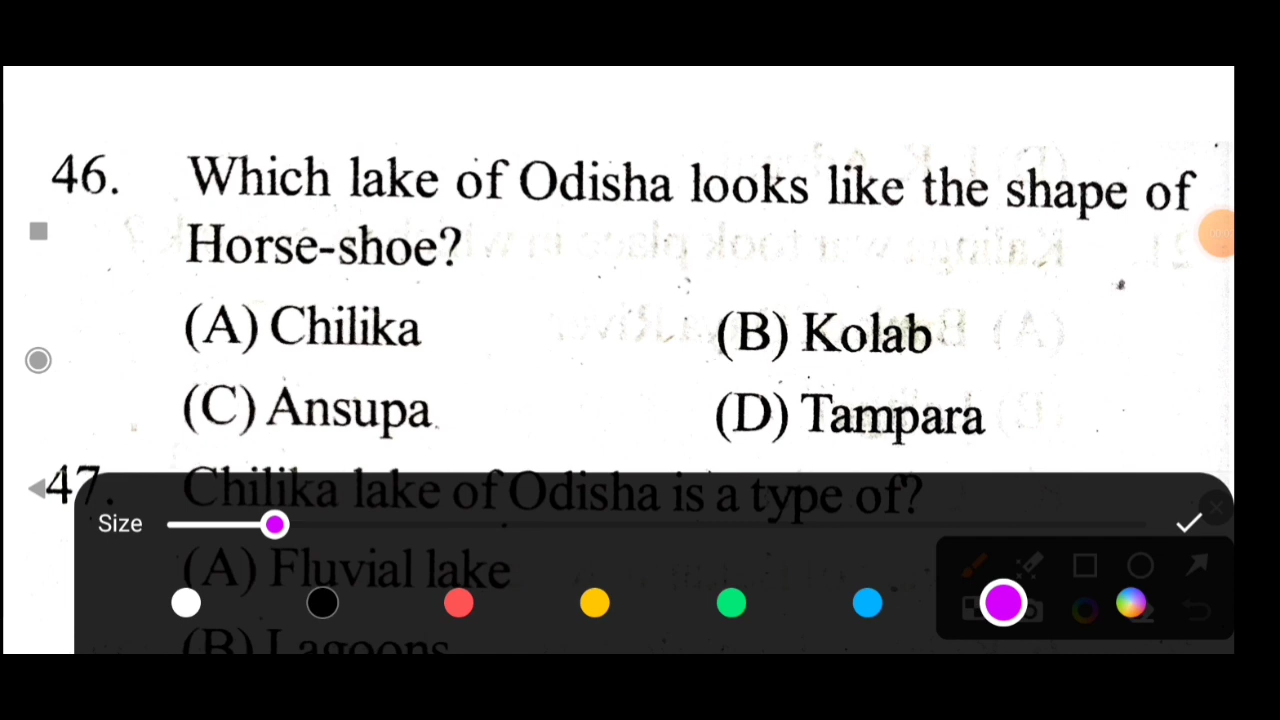 46. Which lake of Odisha looks like the shape of
Horse-shoe?
(A) Chilika (B) Kolab
(C) Ansupa (D) Tampara
47. Chilika lake of Odisha is a type of?
Size
(A) Fluvial lake
(B) Lagoons